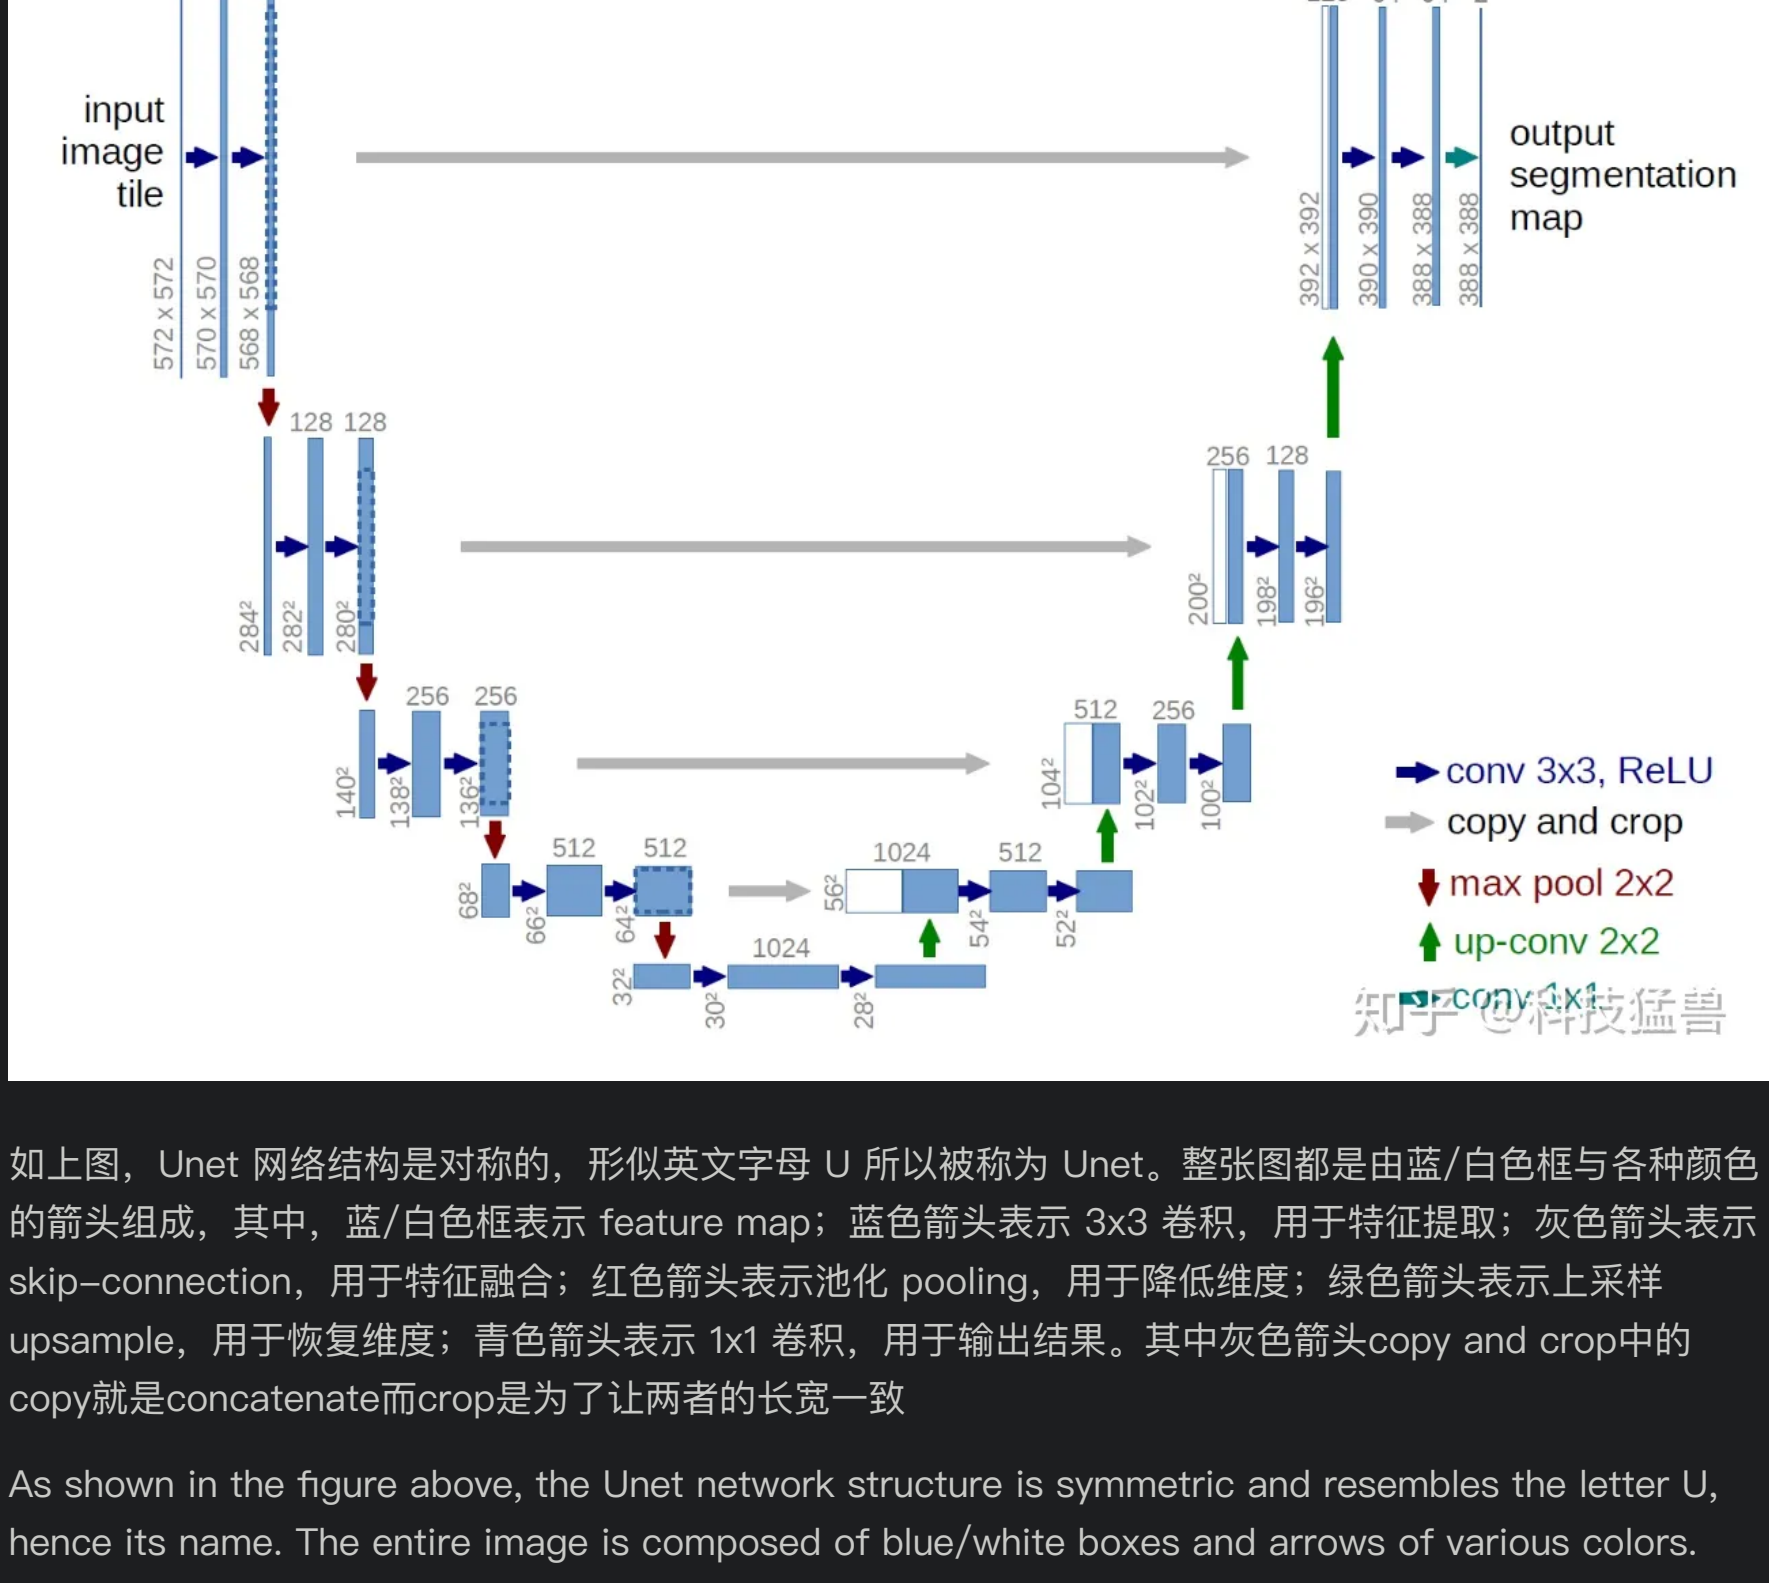 input
image
tile
572 x 572
570 x 570
568 x 568
392 x 392
390 x 390
388 x 388
388 x 388
output
segmentation
map
128 128
284²
282²
280²
256 128
200²
198²
196²
256 256
140²
138²
136²
512 256
104²
102²
100²
512 512
68²
66²
64²
1024 512
56²
54²
52²
1024
32²
30²
28²
conv 3x3, ReLU
copy and crop
max pool 2x2
up-conv 2x2
conv 1x1
知乎 @科技猛兽
如上图，Unet 网络结构是对称的，形似英文字母 U 所以被称为 Unet。整张图都是由蓝/白色框与各种颜色
的箭头组成，其中，蓝/白色框表示 feature map；蓝色箭头表示 3x3 卷积，用于特征提取；灰色箭头表示
skip-connection，用于特征融合；红色箭头表示池化 pooling，用于降低维度；绿色箭头表示上采样
upsample，用于恢复维度；青色箭头表示 1x1 卷积，用于输出结果。其中灰色箭头copy and crop中的
copy就是concatenate而crop是为了让两者的长宽一致
As shown in the figure above, the Unet network structure is symmetric and resembles the letter U,
hence its name. The entire image is composed of blue/white boxes and arrows of various colors.